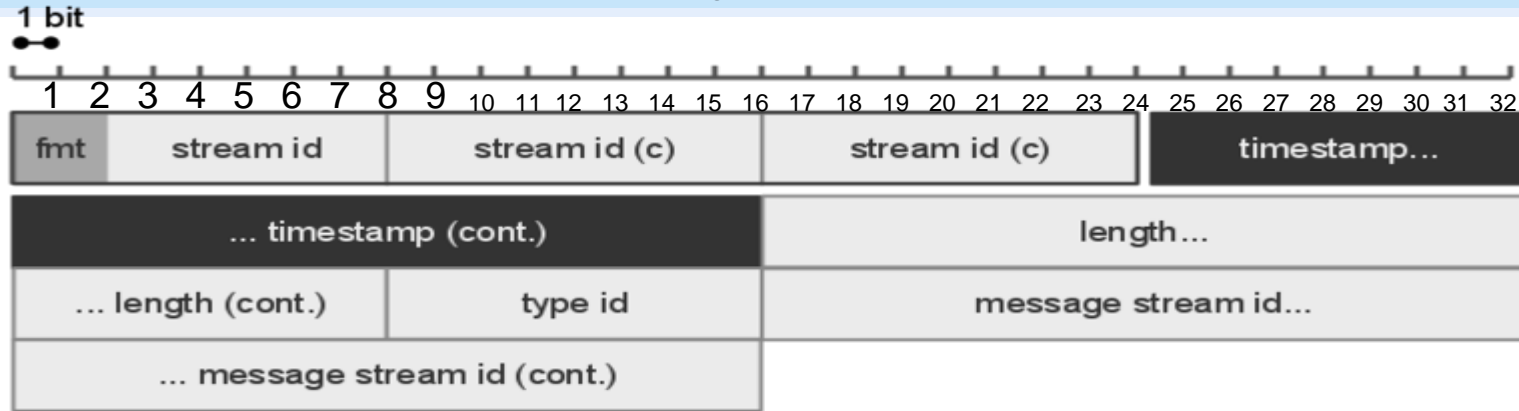 1 bit
1 2 3 4 5 6 7 8 9 10 11 12 13 14 15 16 17 18 19 20 21 22 23 24 25 26 27 28 29 30 31 32
fmt stream id stream id (c) stream id (c) timestamp...
... timestamp (cont.) length...
... length (cont.) type id message stream id...
... message stream id (cont.)